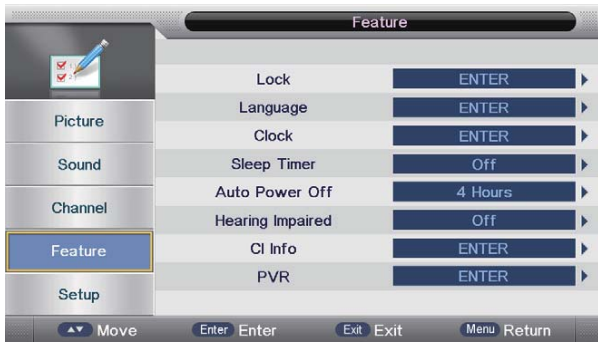 Feature
Picture
Sound
Channel
Feature
Setup
Lock ENTER
Language ENTER
Clock ENTER
Sleep Timer Off
Auto Power Off 4 Hours
Hearing Impaired Off
CI Info ENTER
PVR ENTER
Move Enter Enter Exit Exit Menu Return